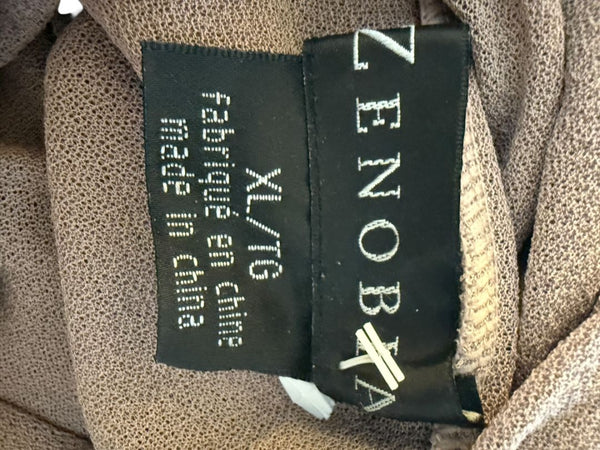 ZENOBIA
XL/TG
fabriqué en chine
made in china